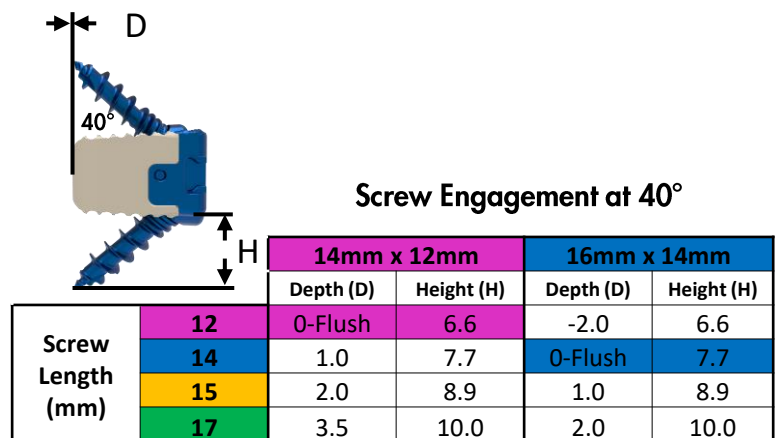 D
40°
H
Screw Engagement at 40°
14mm x 12mm 16mm x 14mm
Depth (D) Height (H) Depth (D) Height (H)
Screw Length (mm)
12 0-Flush 6.6 -2.0 6.6
14 1.0 7.7 0-Flush 7.7
15 2.0 8.9 1.0 8.9
17 3.5 10.0 2.0 10.0